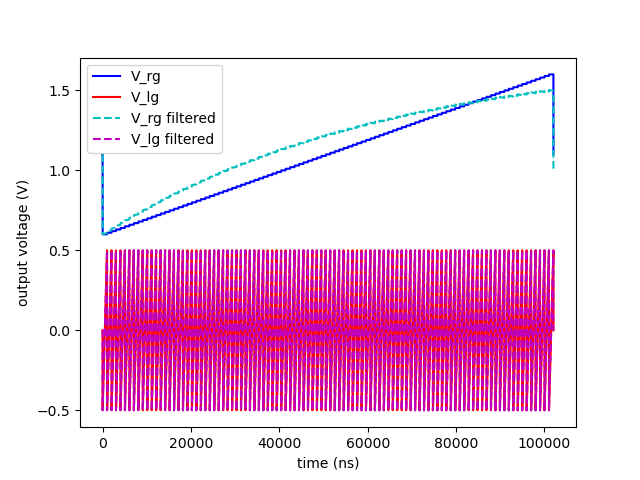 V_rg
V_lg
V_rg filtered
V_lg filtered
1.5
1.0
0.5
0.0
−0.5
output voltage (V)
0 20000 40000 60000 80000 100000
time (ns)